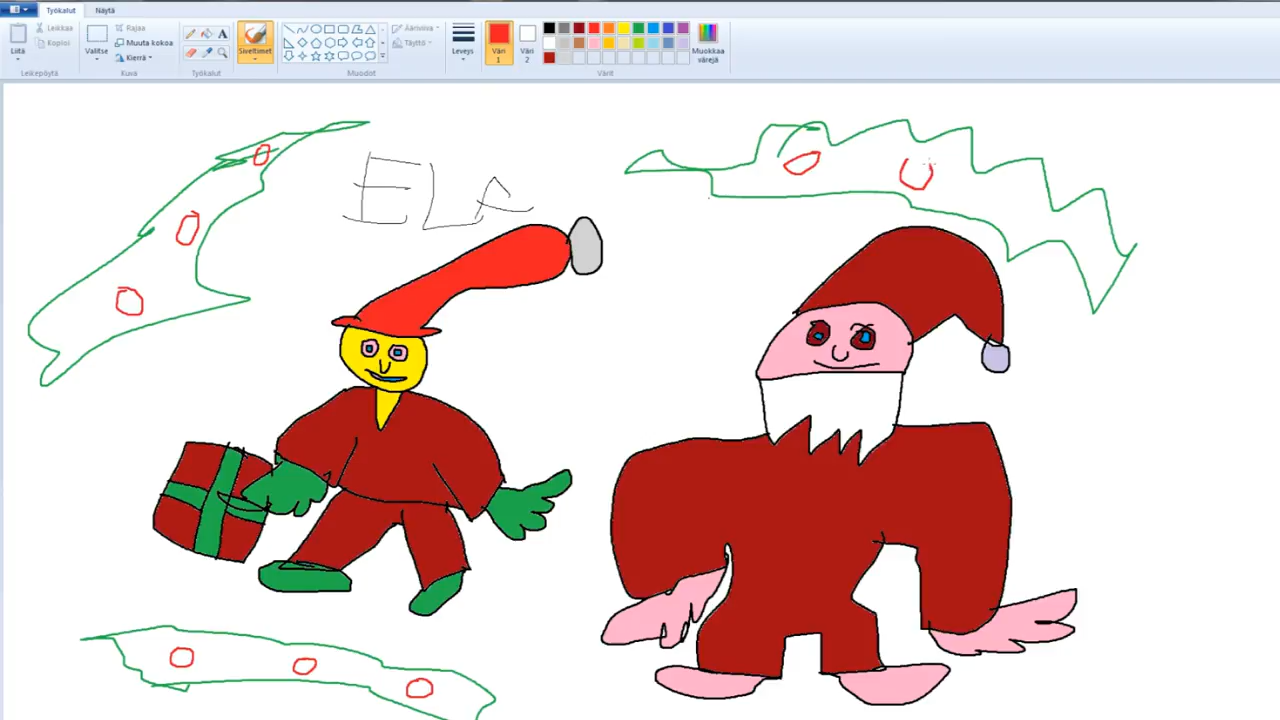 Työkalut Näytä
Liitä
Leikkaa
Kopioi
Leikepöytä
Valitse
Rajaa
Muuta kokoa
Kierrä
Kuva
A
Työkalut
Siveltimet
Ääriviiva
Täyttö
Muodot
Leveys
Väri 1
Väri 2
Muokkaa värejä
Värit
ELA